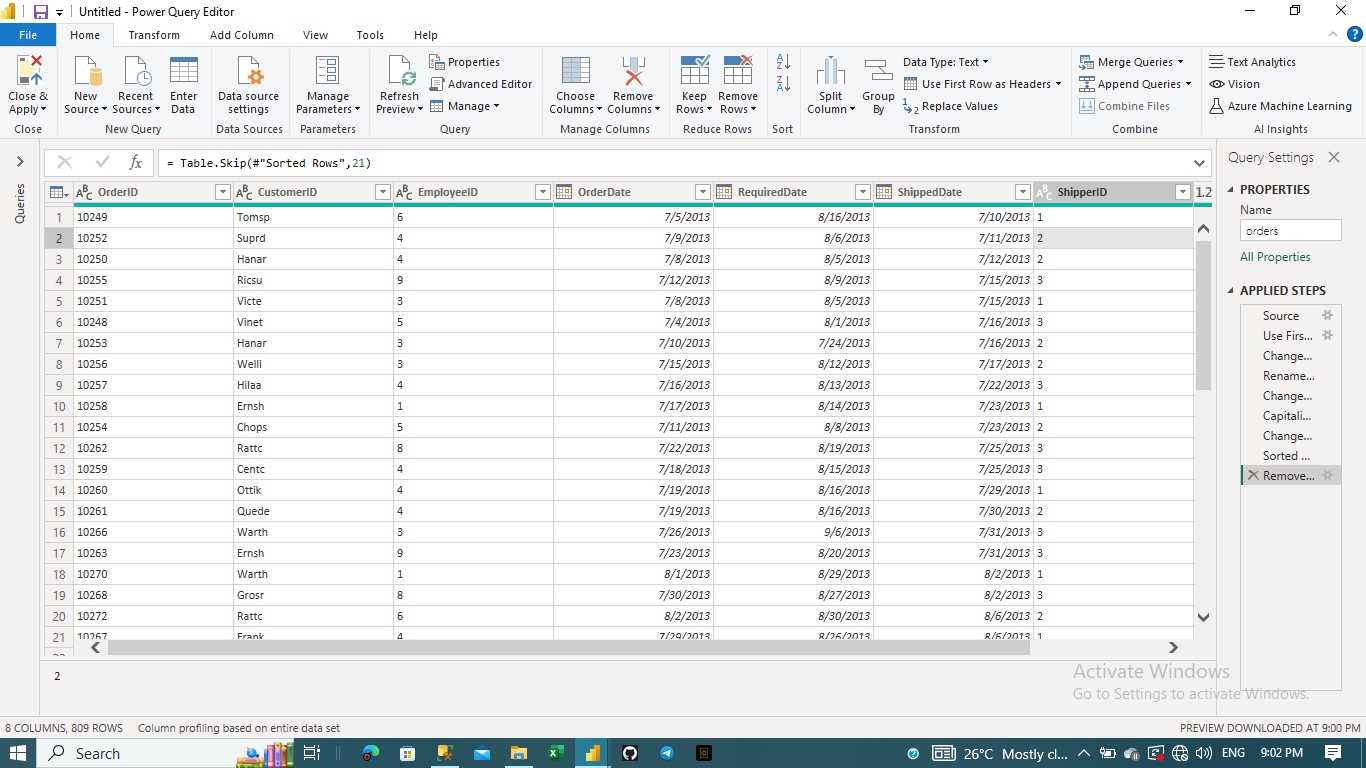 Untitled - Power Query Editor
File Home Transform Add Column View Tools Help
Close & Apply
New Source
Recent Sources
Enter Data
Data source settings
Manage Parameters
Refresh Preview
Properties
Advanced Editor
Manage
Choose Columns
Remove Columns
Keep Rows
Remove Rows
Split Column
Group By
Data Type: Text
Use First Row as Headers
Replace Values
Merge Queries
Append Queries
Combine Files
Text Analytics
Vision
Azure Machine Learning
Close New Query Data Sources Parameters Query Manage Columns Reduce Rows Sort Transform Combine AI Insights
Queries
fx = Table.Skip(#"Sorted Rows",21)
OrderID CustomerID EmployeeID OrderDate RequiredDate ShippedDate ShipperID 1.2
1 10249 Tomsp 6 7/5/2013 8/16/2013 7/10/2013 1
2 10252 Suprd 4 7/9/2013 8/6/2013 7/11/2013 2
3 10250 Hanar 4 7/8/2013 8/5/2013 7/12/2013 2
4 10255 Ricsu 9 7/12/2013 8/9/2013 7/15/2013 3
5 10251 Victe 3 7/8/2013 8/5/2013 7/15/2013 1
6 10248 Vinet 5 7/4/2013 8/1/2013 7/16/2013 3
7 10253 Hanar 3 7/10/2013 7/24/2013 7/16/2013 2
8 10256 Welli 3 7/15/2013 8/12/2013 7/17/2013 2
9 10257 Hilaa 4 7/16/2013 8/13/2013 7/22/2013 3
10 10258 Ernsh 1 7/17/2013 8/14/2013 7/23/2013 1
11 10254 Chops 5 7/11/2013 8/8/2013 7/23/2013 2
12 10262 Rattc 8 7/22/2013 8/19/2013 7/25/2013 3
13 10259 Centc 4 7/18/2013 8/15/2013 7/25/2013 3
14 10260 Ottik 4 7/19/2013 8/16/2013 7/29/2013 1
15 10261 Quede 4 7/19/2013 8/16/2013 7/30/2013 2
16 10266 Warth 3 7/26/2013 9/6/2013 7/31/2013 3
17 10263 Ernsh 9 7/23/2013 8/20/2013 7/31/2013 3
18 10270 Warth 1 8/1/2013 8/29/2013 8/2/2013 1
19 10268 Grosr 8 7/30/2013 8/27/2013 8/2/2013 3
20 10272 Rattc 6 8/2/2013 8/30/2013 8/6/2013 2
21 10267 Frank 4 7/29/2013 8/26/2013 8/6/2013 1
2
Query Settings
PROPERTIES
Name
orders
All Properties
APPLIED STEPS
Source
Use Firs...
Change...
Rename...
Change...
Capitali...
Change...
Sorted ...
Remove...
Activate Windows
Go to Settings to activate Windows.
8 COLUMNS, 809 ROWS Column profiling based on entire data set PREVIEW DOWNLOADED AT 9:00 PM
Search 26°C Mostly cl... ENG 9:02 PM